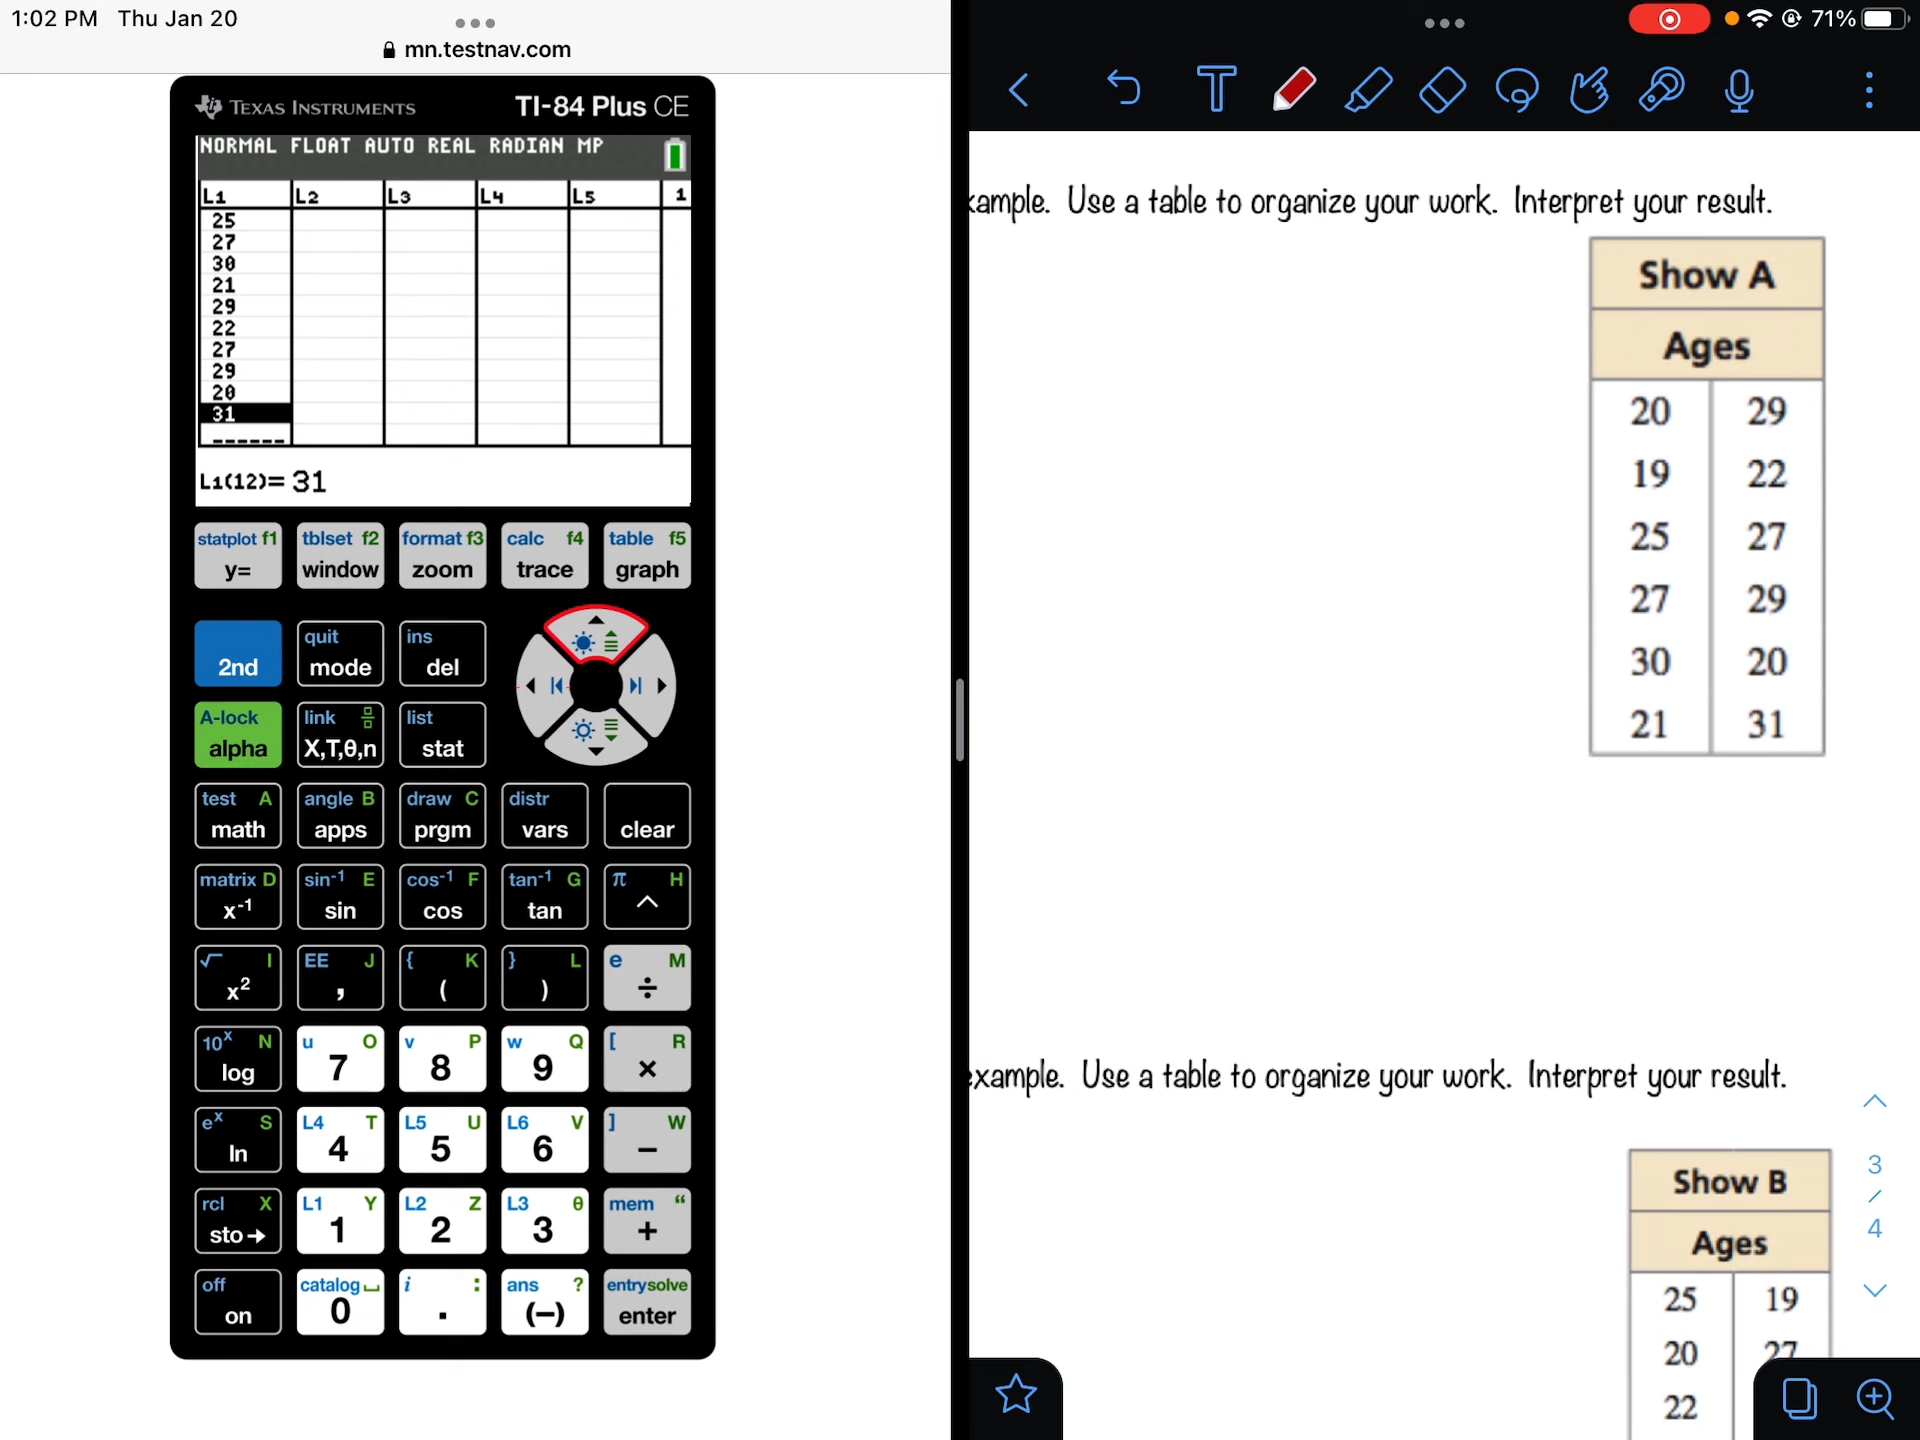 1:02 PM Thu Jan 20
mn.testnav.com
TEXAS INSTRUMENTS TI-84 Plus CE
NORMAL FLOAT AUTO REAL RADIAN MP
L1 L2 L3 L4 L5 1
25
27
30
21
29
22
27
29
20
31
------
L1(12)= 31
statplot f1 tblset f2 format f3 calc f4 table f5
y= window zoom trace graph
quit ins
2nd mode del
A-lock link list
alpha X,T,θ,n stat
test A angle B draw C distr
math apps prgm vars clear
matrix D sin⁻¹ E cos⁻¹ F tan⁻¹ G π H
x⁻¹ sin cos tan ^
√ I EE J { K } L e M
x² , ( ) ÷
10ˣ N u O v P w Q [ R
log 7 8 9 ×
eˣ S L4 T L5 U L6 V ] W
ln 4 5 6 −
rcl X L1 Y L2 Z L3 θ mem “
sto→ 1 2 3 +
off catalog i : ans ? entry solve
on 0 . (−) enter
71%
T
xample. Use a table to organize your work. Interpret your result.
Show A
Ages
20 29
19 22
25 27
27 29
30 20
21 31
example. Use a table to organize your work. Interpret your result.
Show B
Ages
25 19
20 27
22
3
/
4